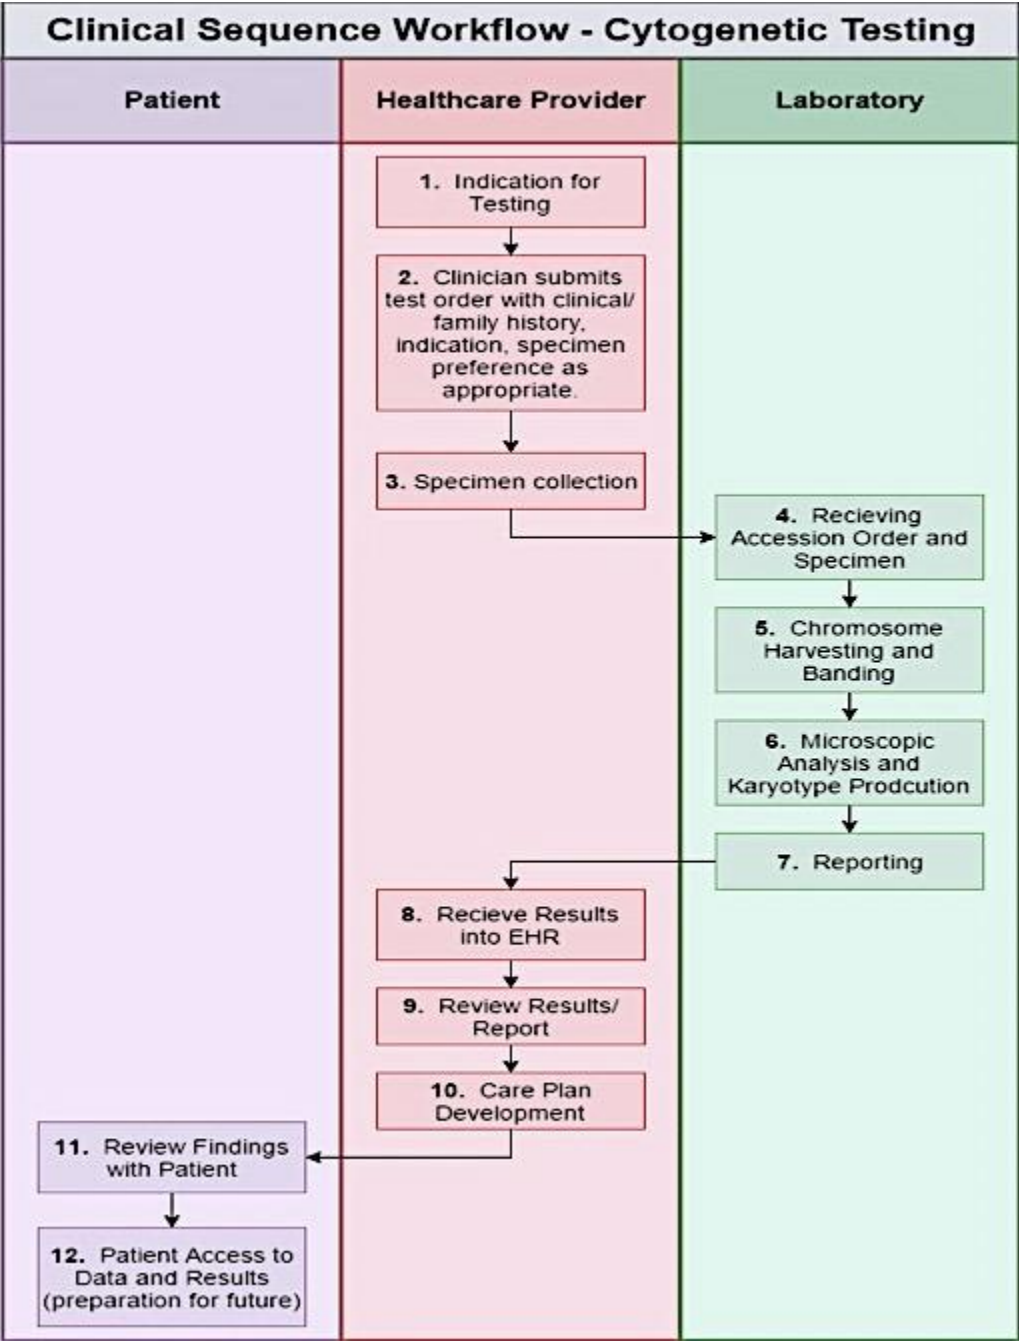 Clinical Sequence Workflow - Cytogenetic Testing
Patient
Healthcare Provider
Laboratory
1. Indication for
Testing
2. Clinician submits
test order with clinical/
family history,
indication, specimen
preference as
appropriate.
3. Specimen collection
4. Recieving
Accession Order and
Specimen
5. Chromosome
Harvesting and
Banding
6. Microscopic
Analysis and
Karyotype Prodcution
7. Reporting
8. Recieve Results
into EHR
9. Review Results/
Report
10. Care Plan
Development
11. Review Findings
with Patient
12. Patient Access to
Data and Results
(preparation for future)